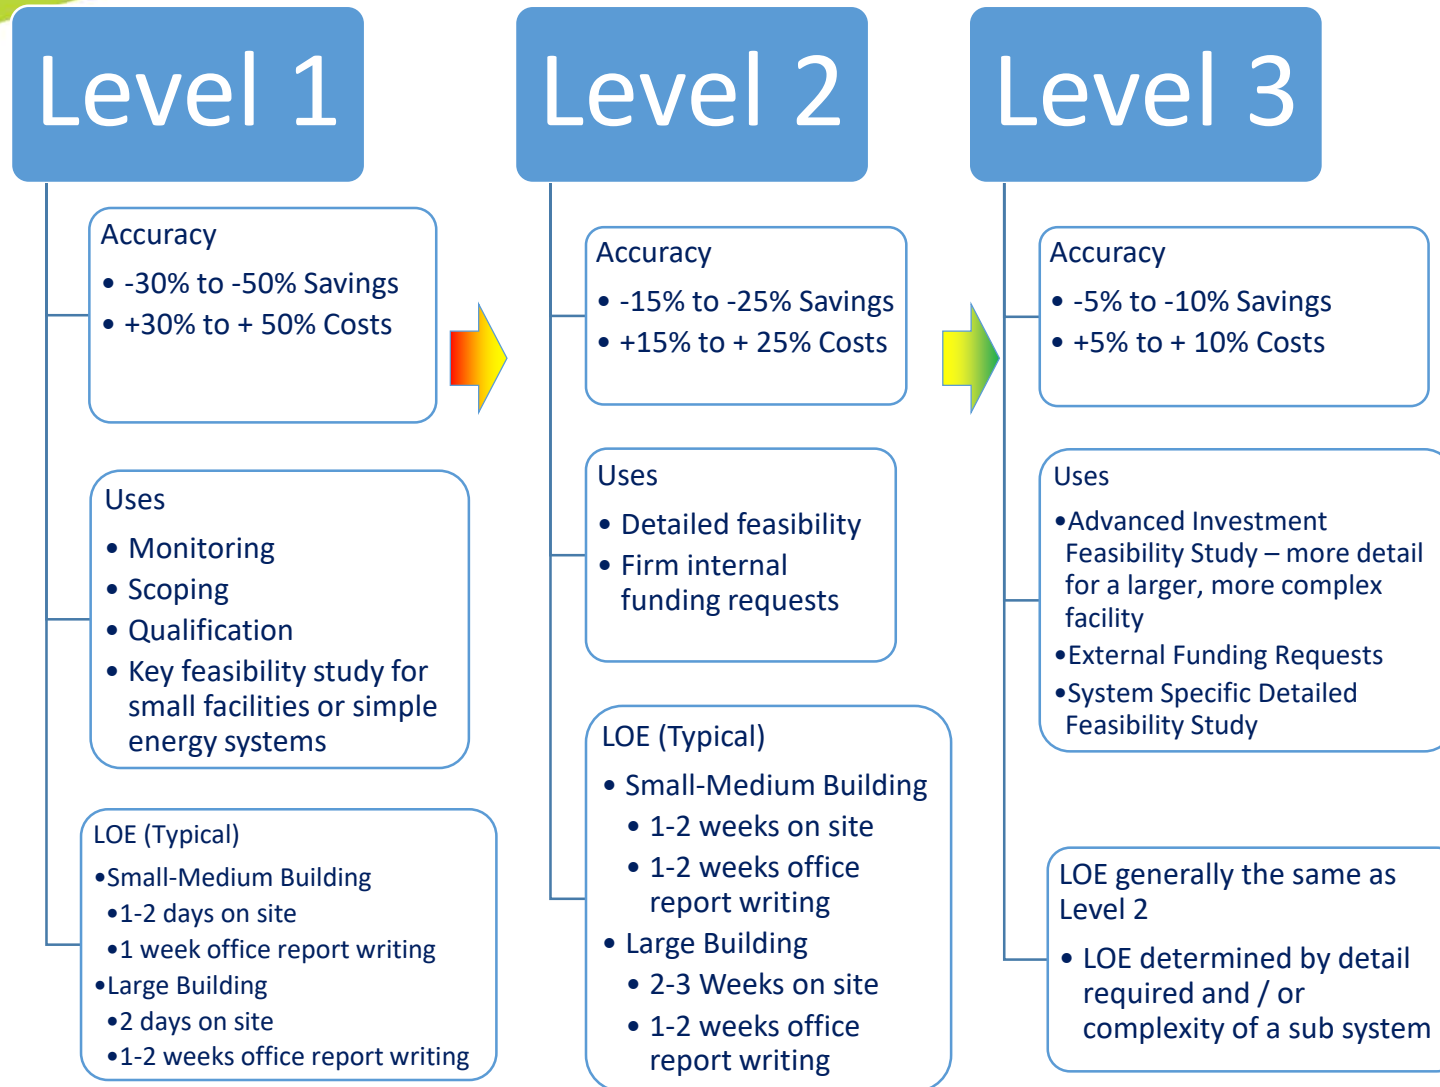 Level 1
Accuracy
• -30% to -50% Savings
• +30% to + 50% Costs
Uses
• Monitoring
• Scoping
• Qualification
• Key feasibility study for
small facilities or simple
energy systems
LOE (Typical)
•Small-Medium Building
•1-2 days on site
•1 week office report writing
•Large Building
•2 days on site
•1-2 weeks office report writing
Level 2
Accuracy
• -15% to -25% Savings
• +15% to + 25% Costs
Uses
• Detailed feasibility
• Firm internal
funding requests
LOE (Typical)
• Small-Medium Building
• 1-2 weeks on site
• 1-2 weeks office
report writing
• Large Building
• 2-3 Weeks on site
• 1-2 weeks office
report writing
Level 3
Accuracy
• -5% to -10% Savings
• +5% to + 10% Costs
Uses
•Advanced Investment
Feasibility Study – more detail
for a larger, more complex
facility
•External Funding Requests
•System Specific Detailed
Feasibility Study
LOE generally the same as
Level 2
• LOE determined by detail
required and / or
complexity of a sub system